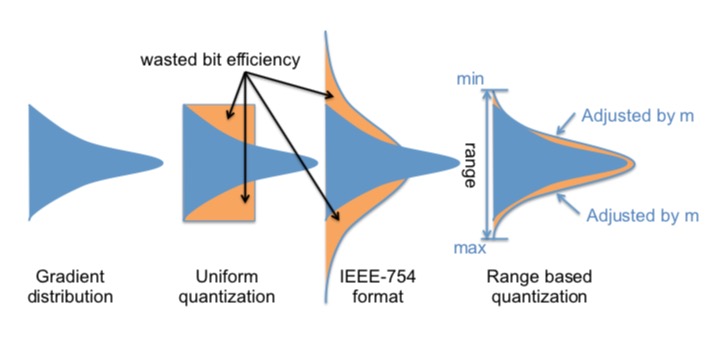 wasted bit efficiency
min
Adjusted by m
range
Adjusted by m
max
Gradient
distribution
Uniform
quantization
IEEE-754
format
Range based
quantization